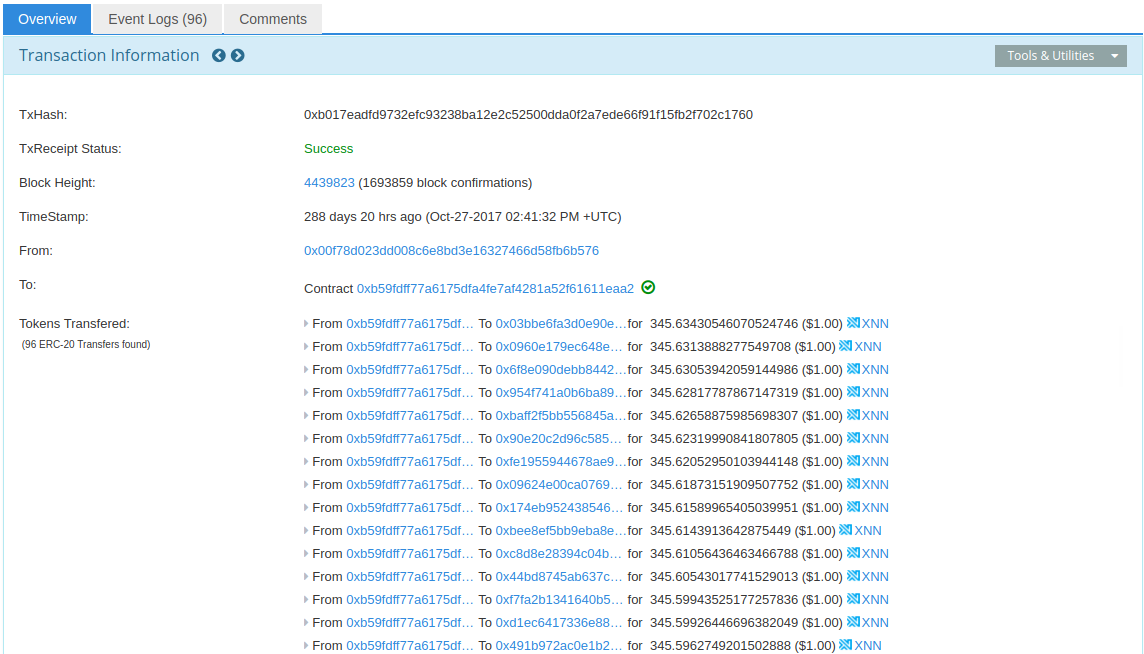 Overview Event Logs (96) Comments
Transaction Information Tools & Utilities
TxHash: 0xb017eadfd9732efc93238ba12e2c52500dda0f2a7ede66f91f15fb2f702c1760
TxReceipt Status: Success
Block Height: 4439823 (1693859 block confirmations)
TimeStamp: 288 days 20 hrs ago (Oct-27-2017 02:41:32 PM +UTC)
From: 0x00f78d023dd008c6e8bd3e16327466d58fb6b576
To: Contract 0xb59fdff77a6175dfa4fe7af4281a52f61611eaa2
Tokens Transfered: From 0xb59fdff77a6175df... To 0x03bbe6fa3d0e90e...for 345.63430546070524746 ($1.00) XNN
(96 ERC-20 Transfers found) From 0xb59fdff77a6175df... To 0x0960e179ec648e... for 345.6313888277549708 ($1.00) XNN
From 0xb59fdff77a6175df... To 0x6f8e090debb8442...for 345.63053942059144986 ($1.00) XNN
From 0xb59fdff77a6175df... To 0x954f741a0b6ba89...for 345.62817787867147319 ($1.00) XNN
From 0xb59fdff77a6175df... To 0xbaff2f5bb556845a...for 345.62658875985698307 ($1.00) XNN
From 0xb59fdff77a6175df... To 0x90e20c2d96c585... for 345.62319990841807805 ($1.00) XNN
From 0xb59fdff77a6175df... To 0xfe1955944678ae9...for 345.62052950103944148 ($1.00) XNN
From 0xb59fdff77a6175df... To 0x09624e00ca0769... for 345.61873151909507752 ($1.00) XNN
From 0xb59fdff77a6175df... To 0x174eb952438546... for 345.61589965405039951 ($1.00) XNN
From 0xb59fdff77a6175df... To 0xbee8ef5bb9eba8e...for 345.6143913642875449 ($1.00) XNN
From 0xb59fdff77a6175df... To 0xc8d8e28394c04b... for 345.61056436463466788 ($1.00) XNN
From 0xb59fdff77a6175df... To 0x44bd8745ab637c... for 345.60543017741529013 ($1.00) XNN
From 0xb59fdff77a6175df... To 0xf7fa2b1341640b5... for 345.59943525177257836 ($1.00) XNN
From 0xb59fdff77a6175df... To 0xd1ec6417336e88... for 345.59926446696382049 ($1.00) XNN
From 0xb59fdff77a6175df... To 0x491b972ac0e1b2... for 345.5962749201502888 ($1.00) XNN